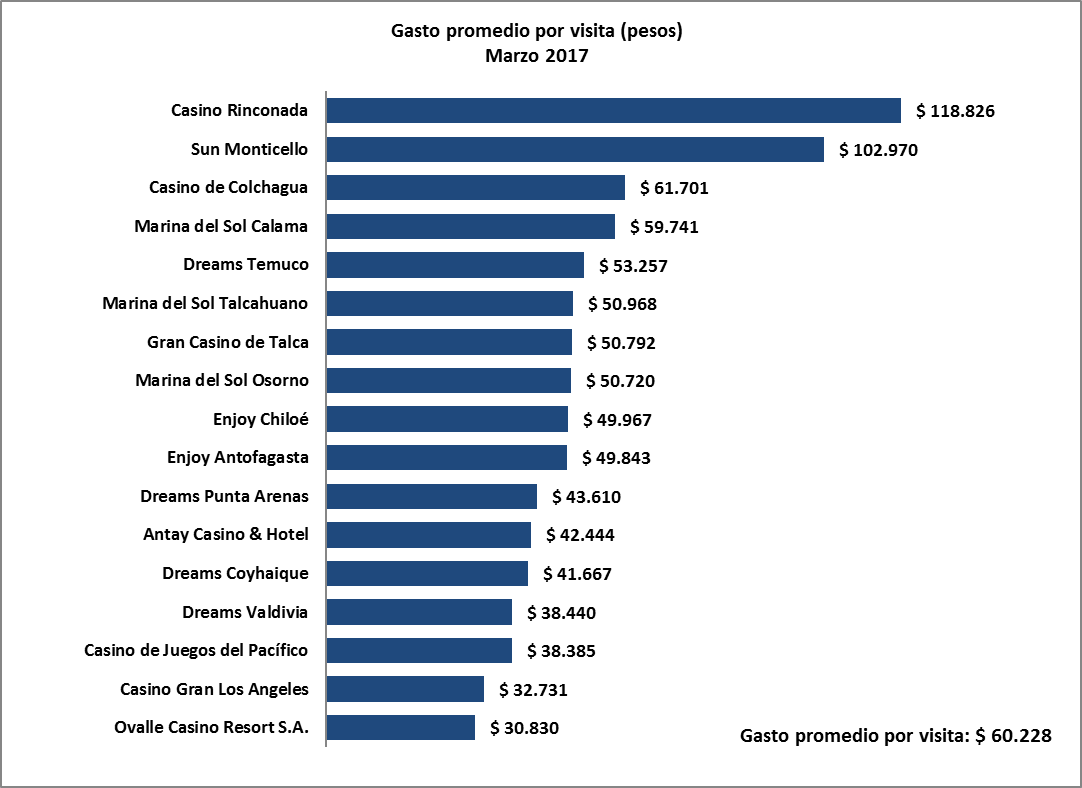 Gasto promedio por visita (pesos)
Marzo 2017
Casino Rinconada $ 118.826
Sun Monticello $ 102.970
Casino de Colchagua $ 61.701
Marina del Sol Calama $ 59.741
Dreams Temuco $ 53.257
Marina del Sol Talcahuano $ 50.968
Gran Casino de Talca $ 50.792
Marina del Sol Osorno $ 50.720
Enjoy Chiloé $ 49.967
Enjoy Antofagasta $ 49.843
Dreams Punta Arenas $ 43.610
Antay Casino & Hotel $ 42.444
Dreams Coyhaique $ 41.667
Dreams Valdivia $ 38.440
Casino de Juegos del Pacífico $ 38.385
Casino Gran Los Angeles $ 32.731
Ovalle Casino Resort S.A. $ 30.830
Gasto promedio por visita: $ 60.228